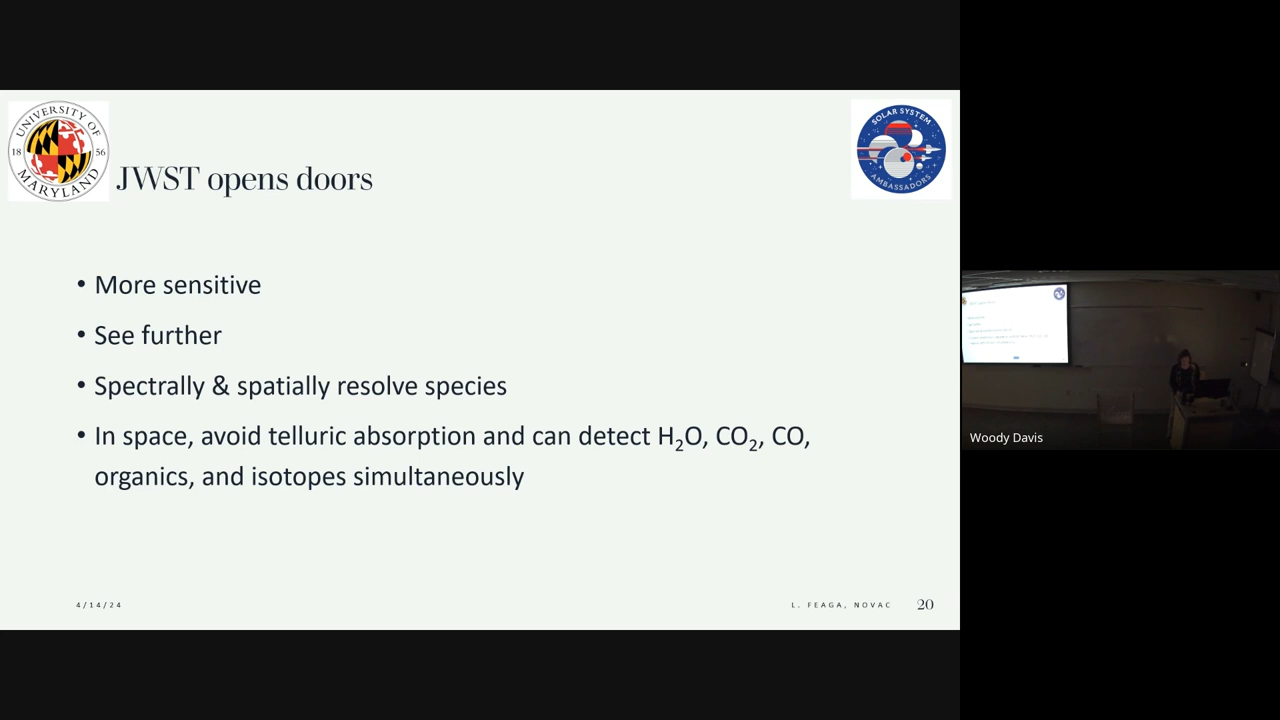 UNIVERSITY OF
18 56
MARYLAND
SOLAR SYSTEM
AMBASSADORS
JWST opens doors
• More sensitive
• See further
• Spectrally & spatially resolve species
• In space, avoid telluric absorption and can detect H₂O, CO₂, CO,
organics, and isotopes simultaneously
4/14/24
L. FEAGA, NOVAC
20
Woody Davis